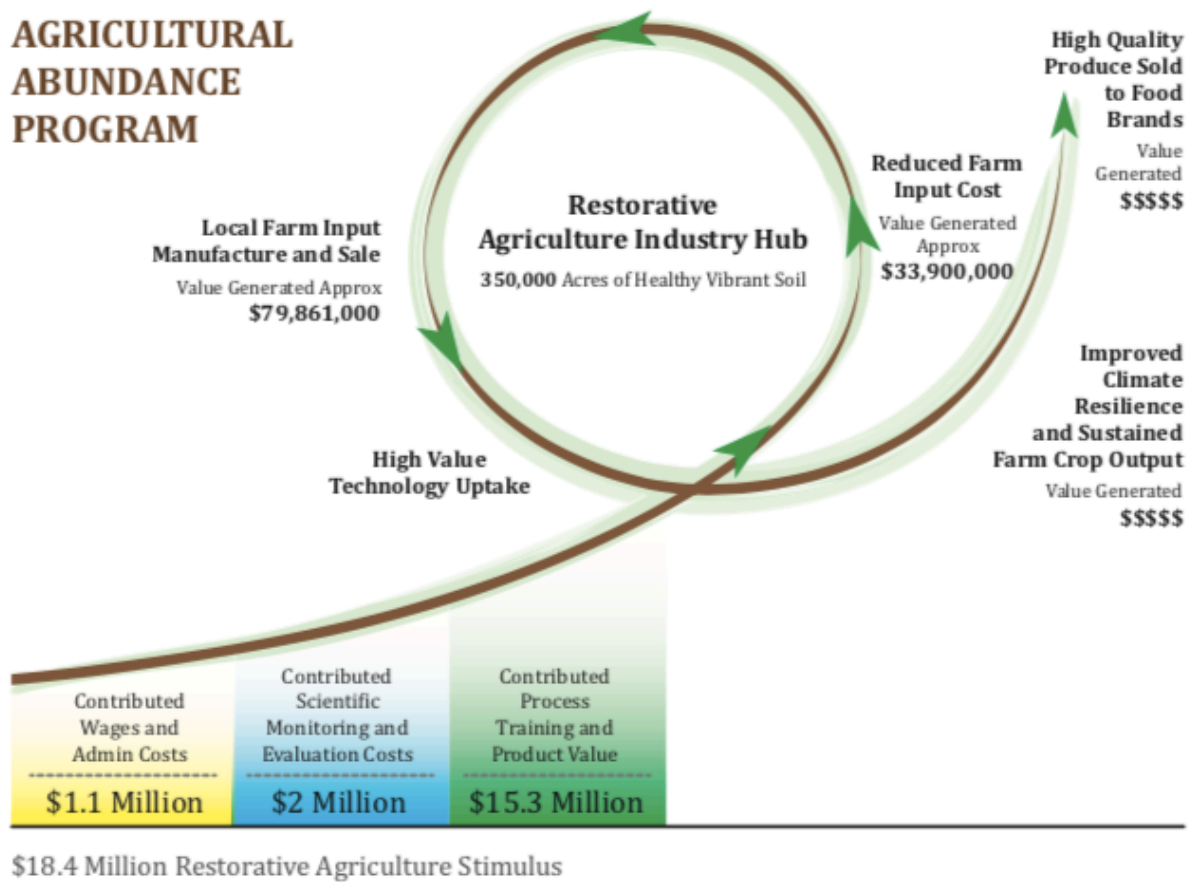 AGRICULTURAL
ABUNDANCE
PROGRAM
High Quality
Produce Sold
to Food
Brands
Value
Generated
$$$$$
Reduced Farm
Input Cost
Value Generated
Approx
$33,900,000
Restorative
Agriculture Industry Hub
350,000 Acres of Healthy Vibrant Soil
Local Farm Input
Manufacture and Sale
Value Generated Approx
$79,861,000
Improved
Climate
Resilience
and Sustained
Farm Crop Output
Value Generated
$$$$$
High Value
Technology Uptake
Contributed
Wages and
Admin Costs
$1.1 Million
Contributed
Scientific
Monitoring and
Evaluation Costs
$2 Million
Contributed
Process
Training and
Product Value
$15.3 Million
$18.4 Million Restorative Agriculture Stimulus